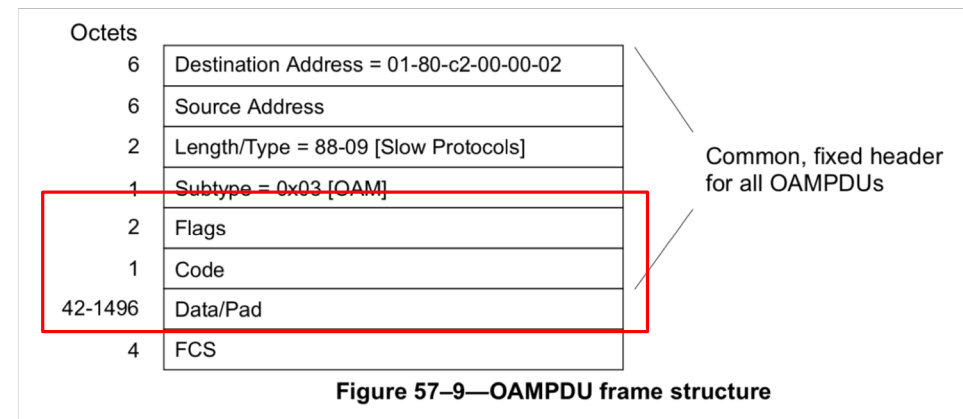 Octets
6 Destination Address = 01-80-c2-00-00-02
6 Source Address
2 Length/Type = 88-09 [Slow Protocols]
1 Subtype = 0x03 [OAM]
2 Flags
1 Code
42-1496 Data/Pad
4 FCS
Common, fixed header
for all OAMPDUs
Figure 57–9—OAMPDU frame structure